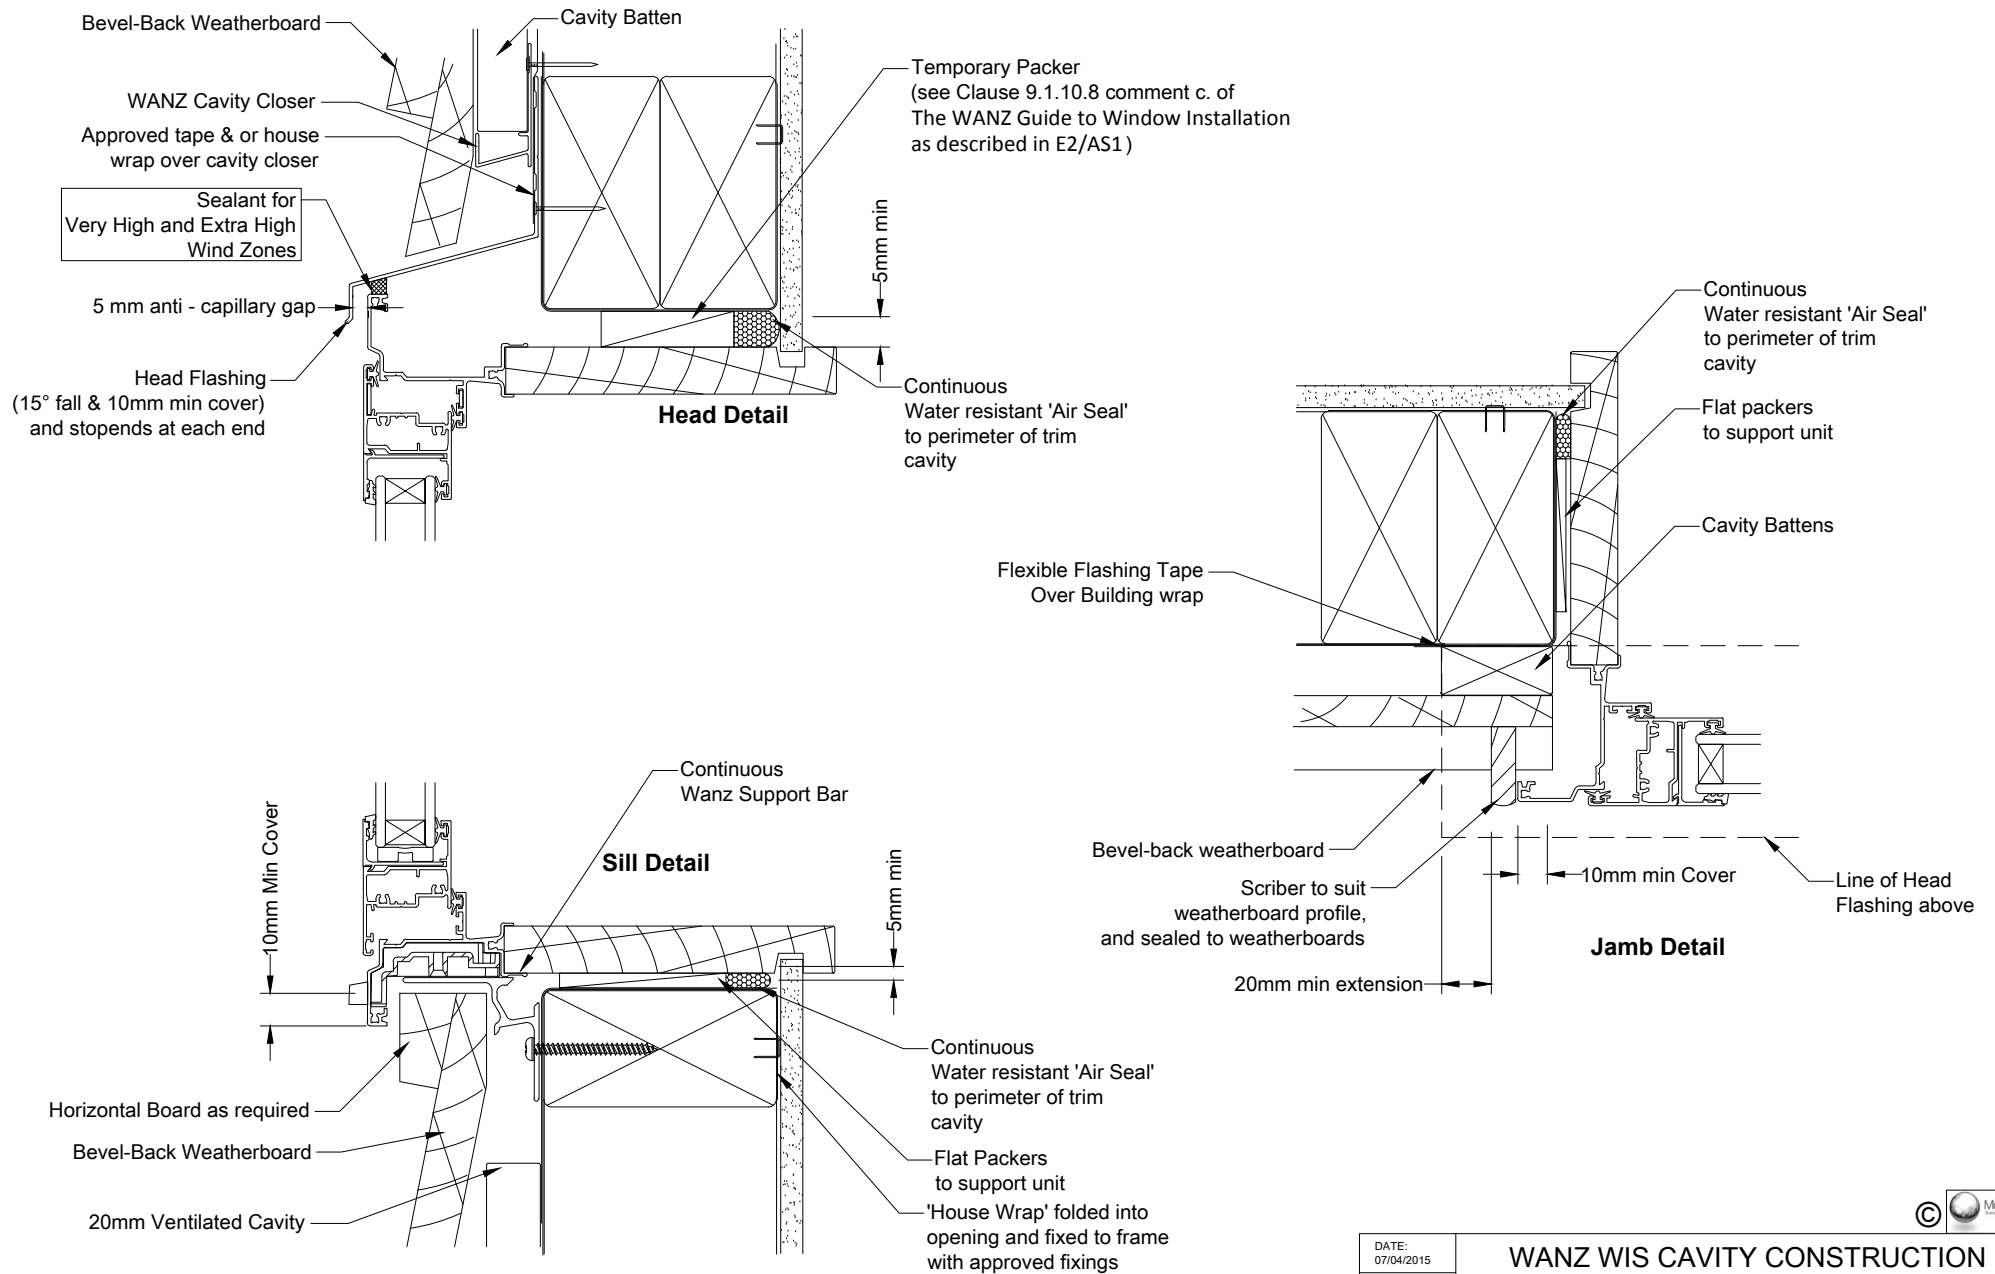 Bevel-Back Weatherboard
Cavity Batten
WANZ Cavity Closer
Approved tape & or house
wrap over cavity closer
Sealant for
Very High and Extra High
Wind Zones
5 mm anti - capillary gap
Head Flashing
(15° fall & 10mm min cover)
and stopends at each end
Temporary Packer
(see Clause 9.1.10.8 comment c. of
The WANZ Guide to Window Installation
as described in E2/AS1)
5mm min
Continuous
Water resistant 'Air Seal'
to perimeter of trim
cavity
Head Detail
Continuous
Water resistant 'Air Seal'
to perimeter of trim
cavity
Flat packers
to support unit
Cavity Battens
Flexible Flashing Tape
Over Building wrap
Bevel-back weatherboard
Scriber to suit
weatherboard profile,
and sealed to weatherboards
10mm min Cover
Line of Head
Flashing above
Jamb Detail
20mm min extension
Continuous
Wanz Support Bar
Sill Detail
10mm Min Cover
5mm min
Horizontal Board as required
Bevel-Back Weatherboard
20mm Ventilated Cavity
Continuous
Water resistant 'Air Seal'
to perimeter of trim
cavity
Flat Packers
to support unit
'House Wrap' folded into
opening and fixed to frame
with approved fixings
©
DATE:
07/04/2015
WANZ WIS CAVITY CONSTRUCTION